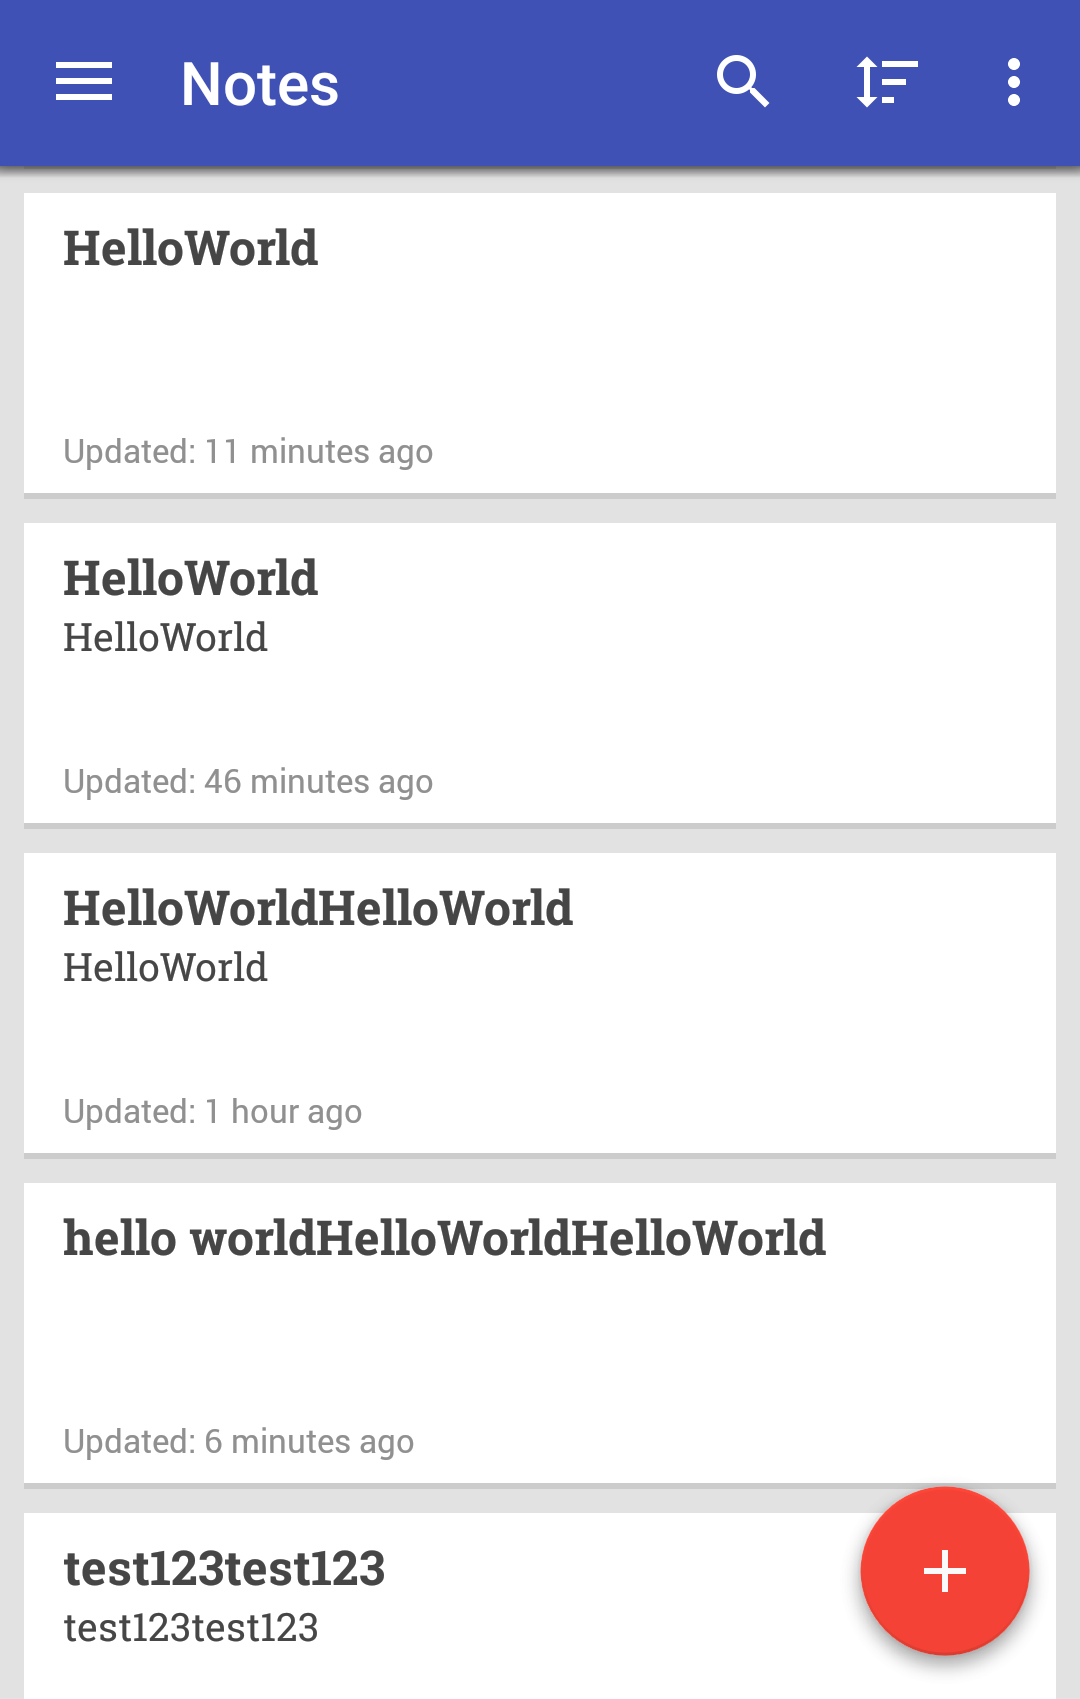 Notes
HelloWorld
Updated: 11 minutes ago
HelloWorld
HelloWorld
Updated: 46 minutes ago
HelloWorldHelloWorld
HelloWorld
Updated: 1 hour ago
hello worldHelloWorldHelloWorld
Updated: 6 minutes ago
test123test123
test123test123